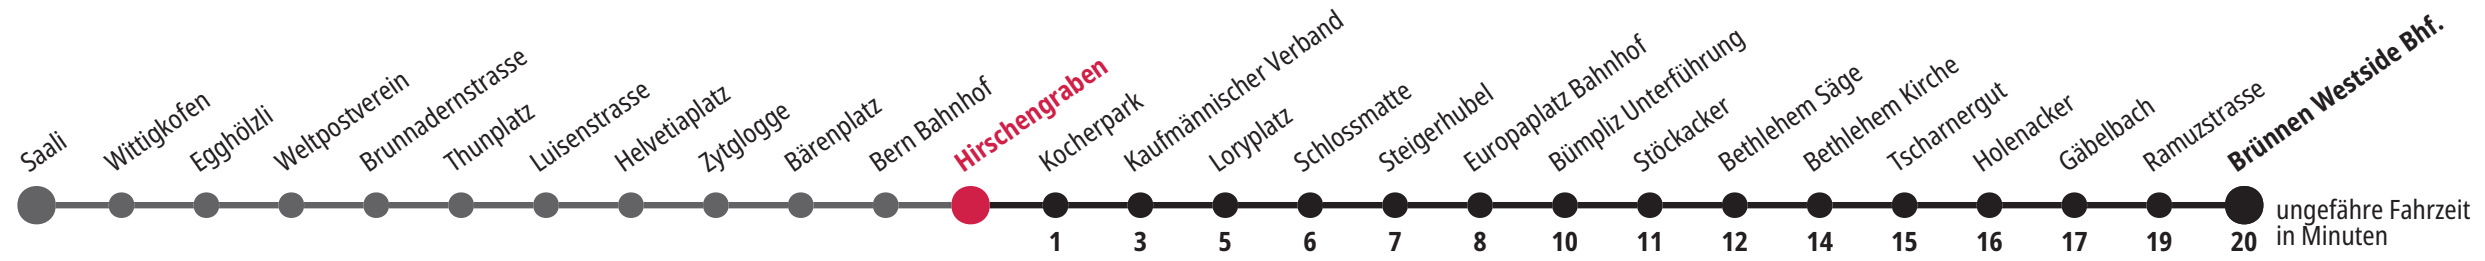 Saali
Wittigkofen
Egghölzli
Weltpostverein
Brunnadernstrasse
Thunplatz
Luisenstrasse
Helvetiaplatz
Zytglogge
Bärenplatz
Bern Bahnhof
Hirschengraben
Kocherpark
Kaufmännischer Verband
Loryplatz
Schlossmatte
Steigerhubel
Europaplatz Bahnhof
Bümpliz Unterführung
Stöckacker
Bethlehem Säge
Bethlehem Kirche
Tscharnergut
Holenacker
Gäbelbach
Ramuzstrasse
Brünnen Westside Bhf.
1 3 5 6 7 8 10 11 12 14 15 16 17 19 20
ungefähre Fahrzeit
in Minuten